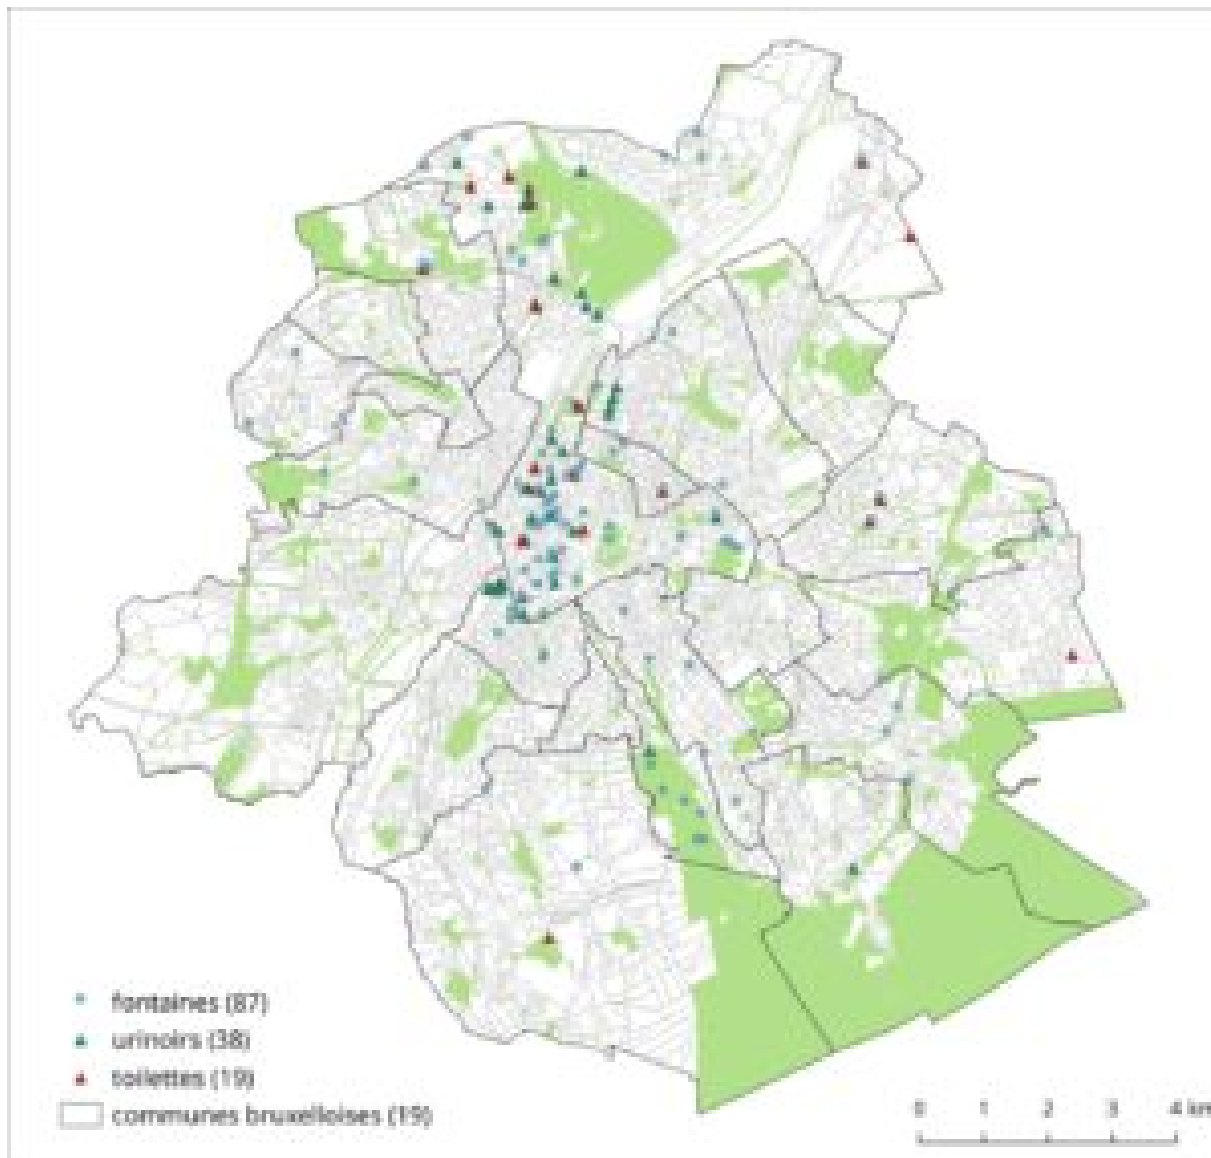 fontaines (87)
urinoirs (38)
toilettes (19)
communes bruxelloises (19)
0 1 2 3 4 km